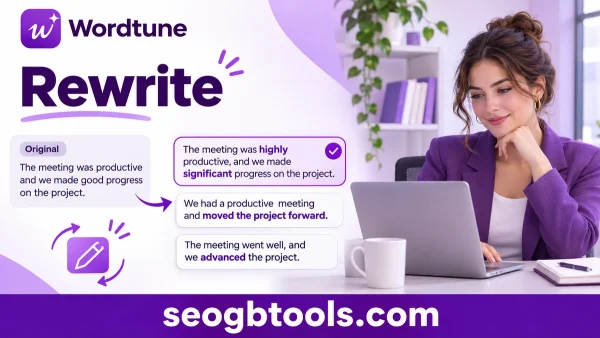 Wordtune
Rewrite
Original
The meeting was productive
and we made good progress
on the project.
The meeting was highly
productive, and we made
significant progress on the project.
We had a productive meeting
and moved the project forward.
The meeting went well, and
we advanced the project.
seogbtools.com